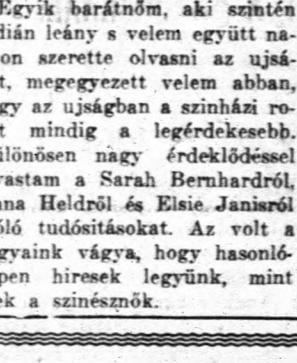 Egyik barátnőm, aki szintén
dián leány s velem együtt na-
on szerette olvasni az ujsá-
t, megegyezett velem abban,
gy az ujságban a szinházi ro-
t mindig a legérdekesebb.
ülönösen nagy érdeklődéssel
vastam a Sarah Bernhardról,
nna Heldről és Elsie Janisról
óló tudósitásokat. Az volt a
gyaink vágya, hogy hasonló-
pen hiresek legyünk, mint
ek a szinésznők.